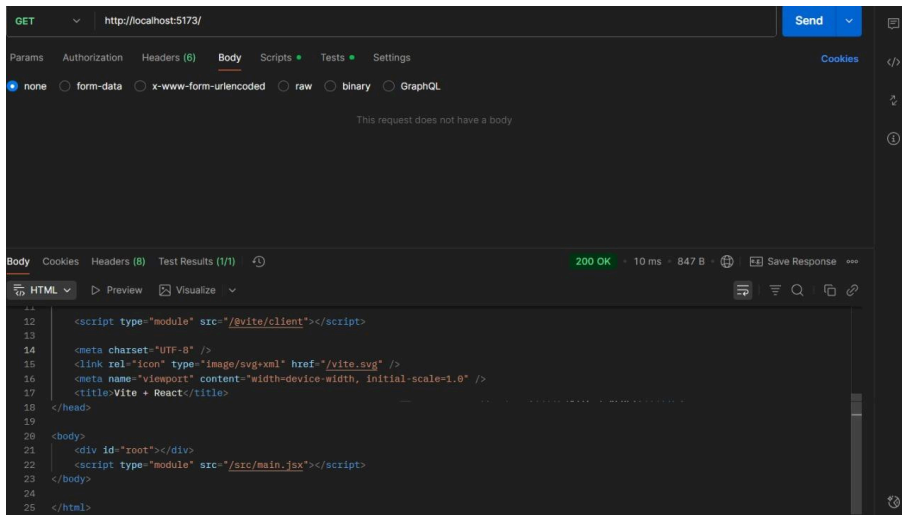 GET http://localhost:5173/ Send
Params Authorization Headers (6) Body Scripts Tests Settings Cookies
none form-data x-www-form-urlencoded raw binary GraphQL
This request does not have a body
Body Cookies Headers (8) Test Results (1/1) 200 OK 10 ms 847 B Save Response
HTML Preview Visualize
11
12 <script type="module" src="/@vite/client"></script>
13
14 <meta charset="UTF-8" />
15 <link rel="icon" type="image/svg+xml" href="/vite.svg" />
16 <meta name="viewport" content="width=device-width, initial-scale=1.0" />
17 <title>Vite + React</title>
18 </head>
19
20 <body>
21 <div id="root"></div>
22 <script type="module" src="/src/main.jsx"></script>
23 </body>
24
25 </html>